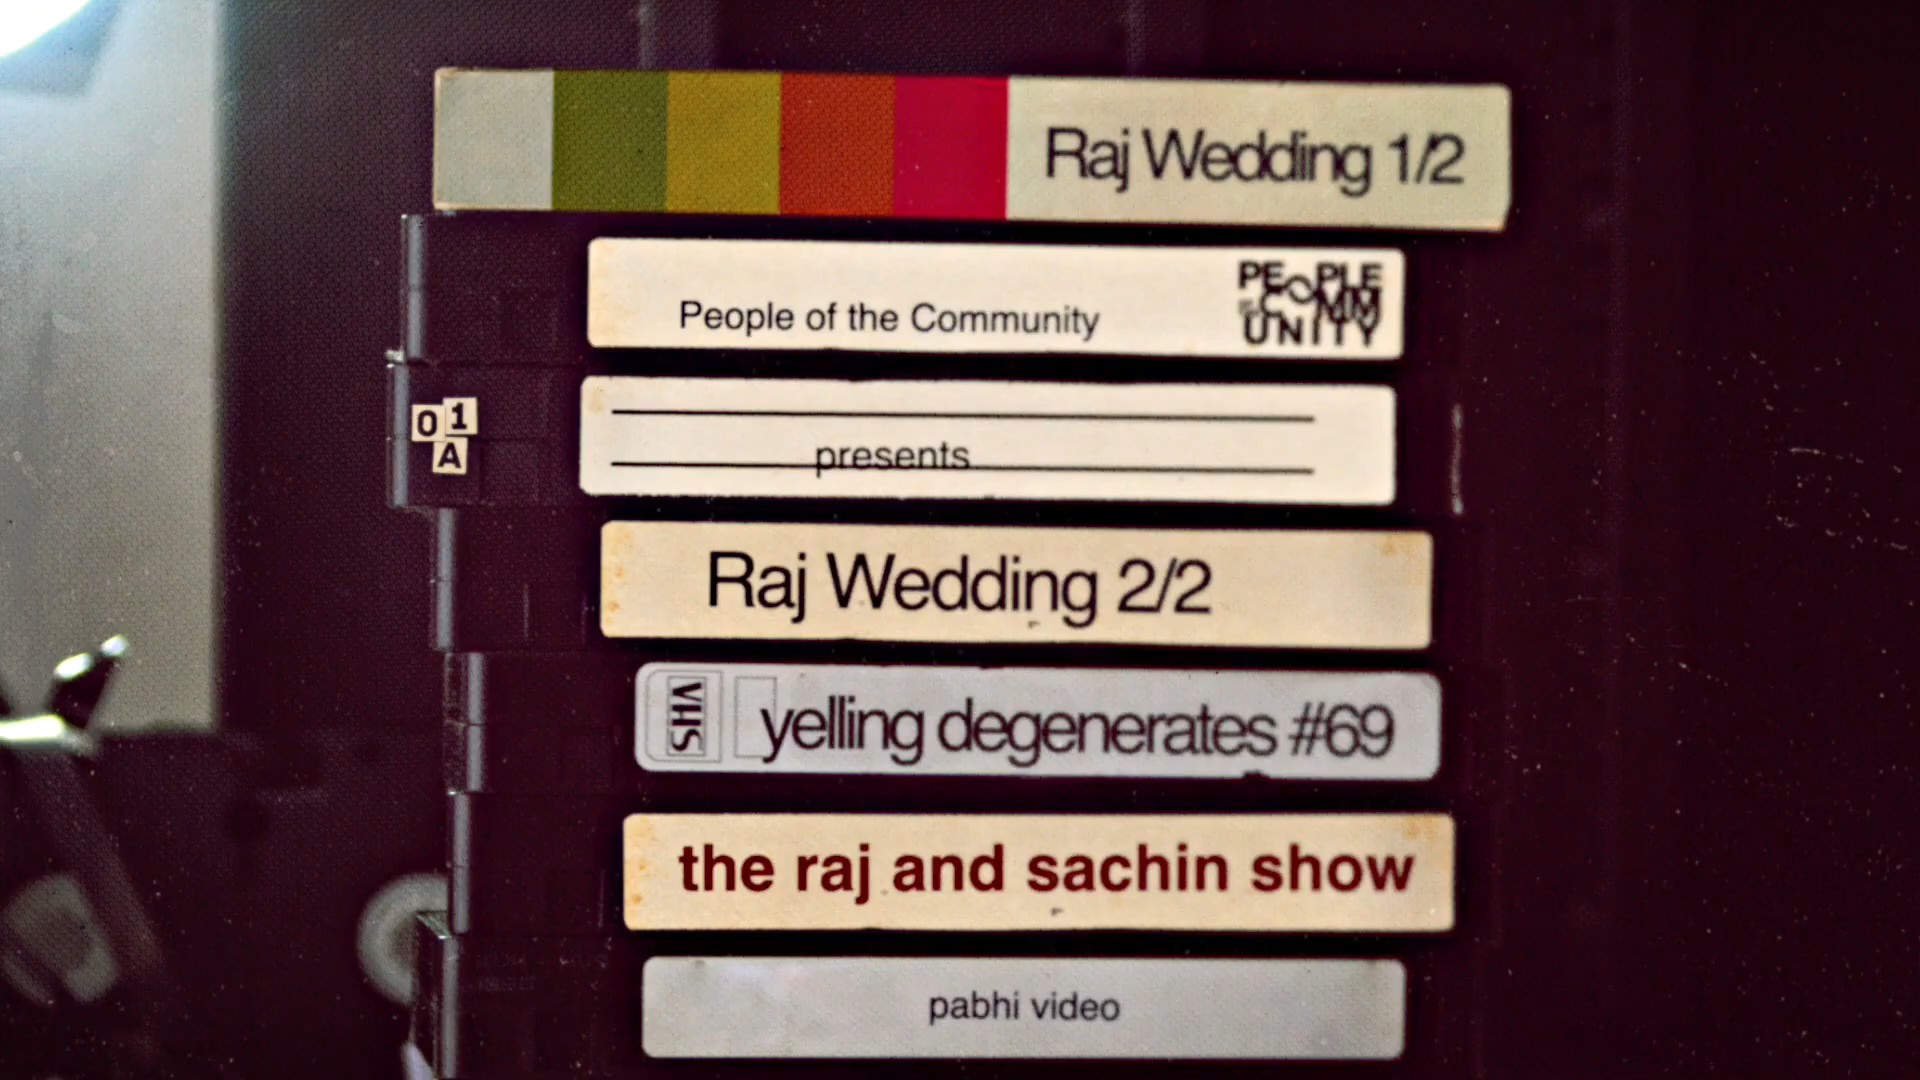 Raj Wedding 1/2
People of the Community
PEOPLE
OF COMM
UNITY
01
A
presents
Raj Wedding 2/2
VHS
yelling degenerates #69
the raj and sachin show
pabhi video